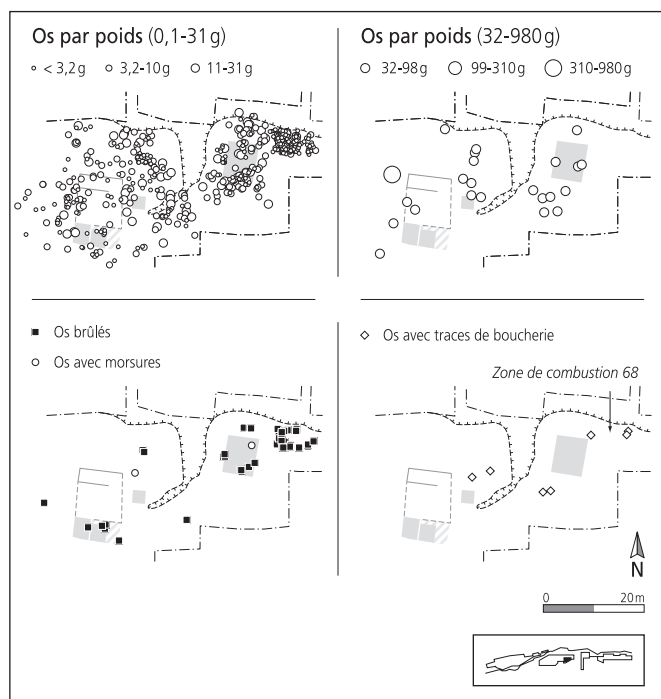 Os par poids (0,1-31 g)
< 3,2 g 3,2-10 g 11-31 g
Os par poids (32-980 g)
32-98 g 99-310 g 310-980 g
Os brûlés
Os avec morsures
Os avec traces de boucherie
Zone de combustion 68
N
0 20 m